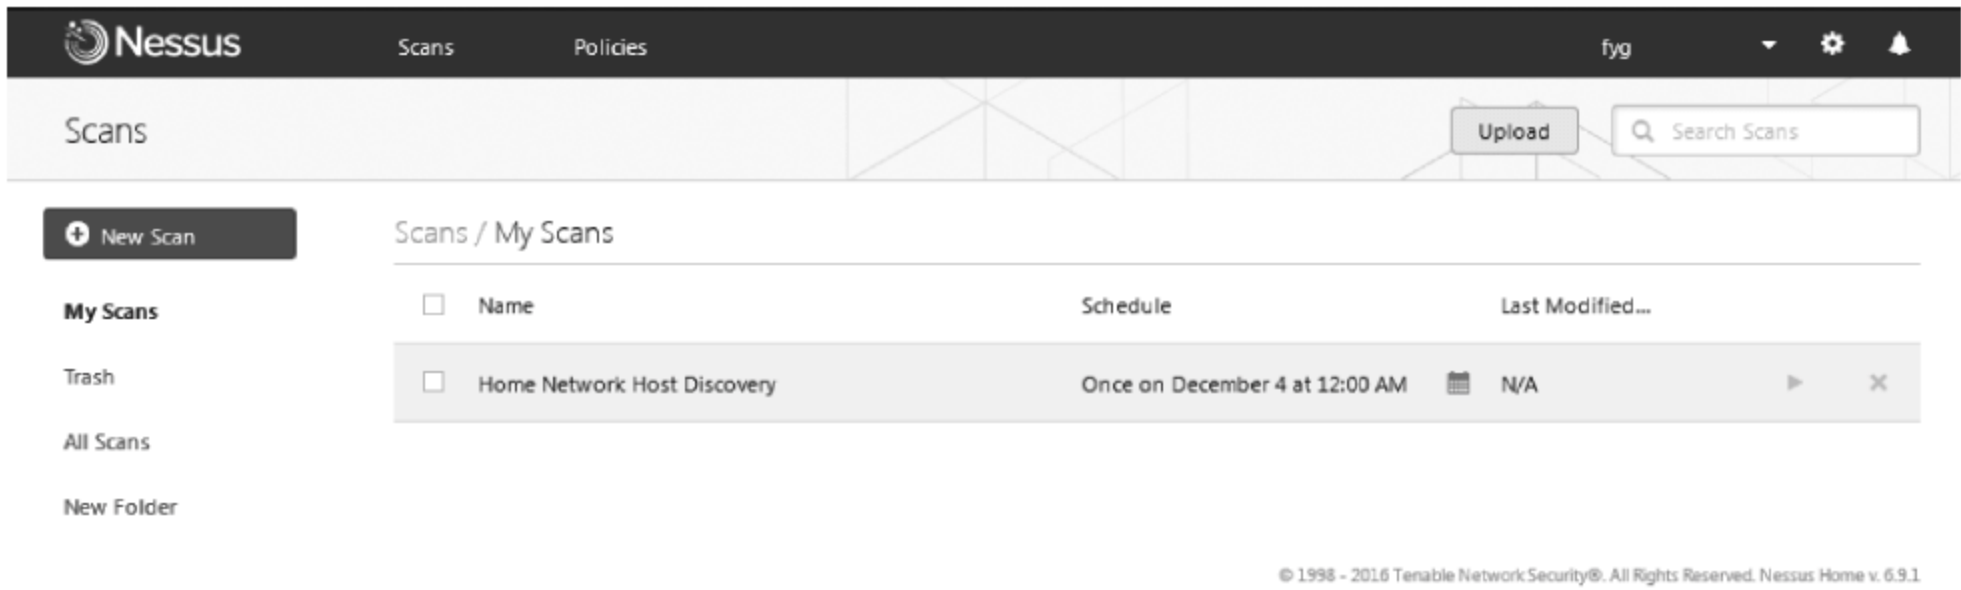 Nessus Scans Policies fyg
Scans Upload Search Scans
New Scan
Scans / My Scans
My Scans
Name Schedule Last Modified...
Trash
Home Network Host Discovery Once on December 4 at 12:00 AM N/A
All Scans
New Folder
© 1998 - 2016 Tenable Network Security®. All Rights Reserved. Nessus Home v. 6.9.1